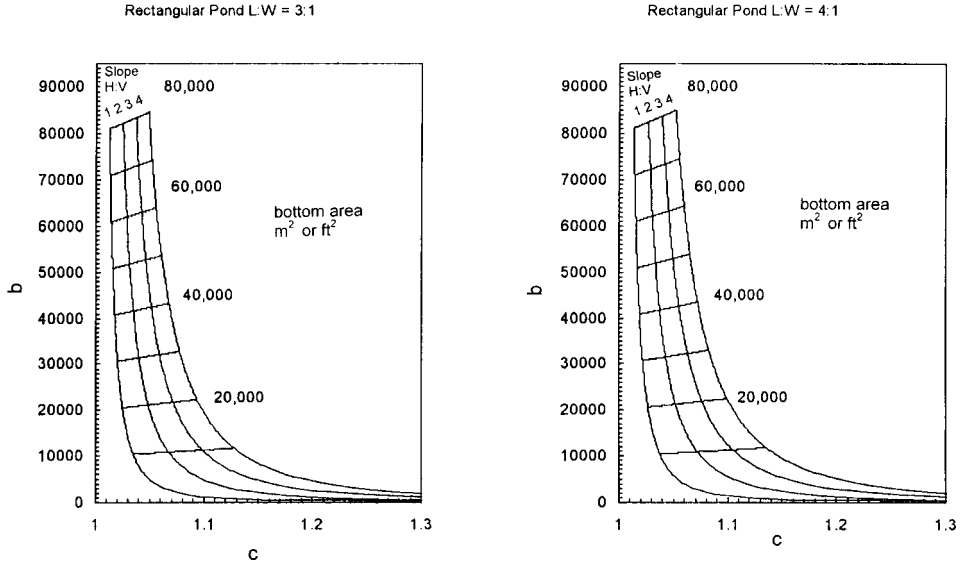 Rectangular Pond L:W = 3:1
Slope
H:V
1 2 3 4
80,000
60,000
bottom area
m² or ft²
40,000
20,000
90000
80000
70000
60000
50000
40000
30000
20000
10000
0
b
1
1.1
1.2
1.3
c
Rectangular Pond L:W = 4:1
Slope
H:V
1 2 3 4
80,000
60,000
bottom area
m² or ft²
40,000
20,000
90000
80000
70000
60000
50000
40000
30000
20000
10000
0
b
1
1.1
1.2
1.3
c